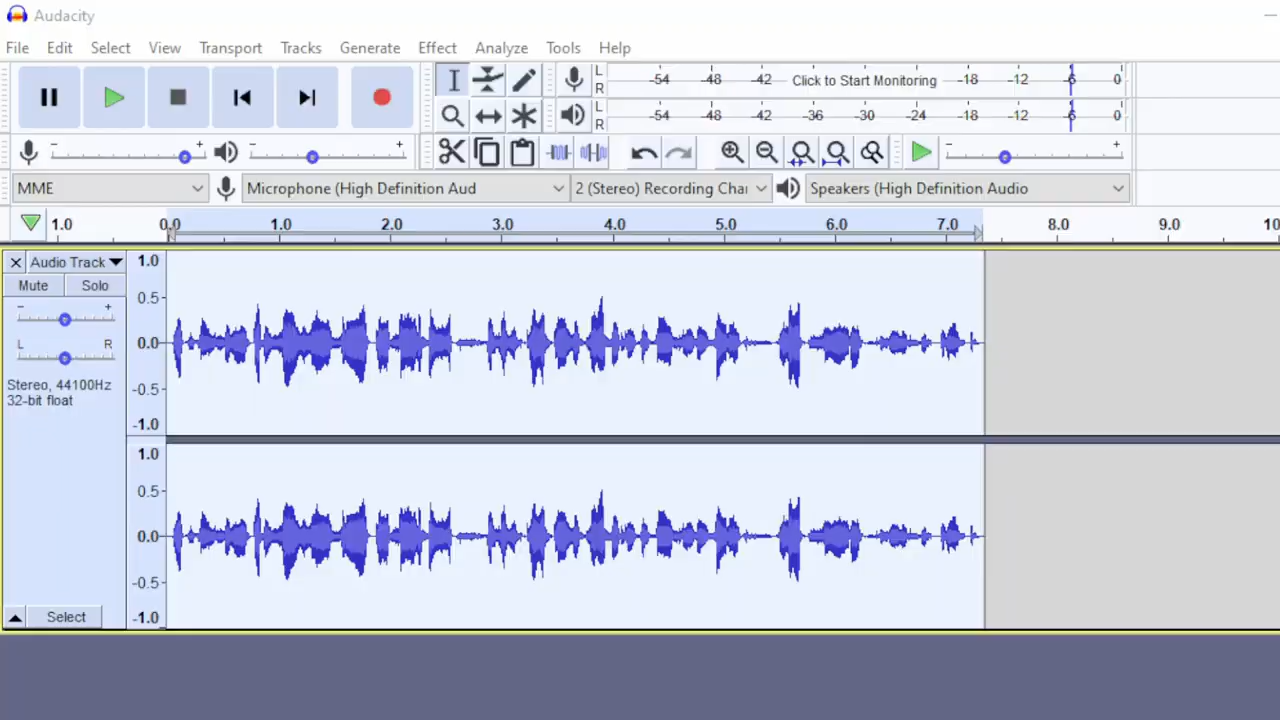 Audacity
File Edit Select View Transport Tracks Generate Effect Analyze Tools Help
L R -54 -48 -42 Click to Start Monitoring -18 -12 -6 0
L R -54 -48 -42 -36 -30 -24 -18 -12 -6 0
- + - + - +
MME Microphone (High Definition Aud 2 (Stereo) Recording Char Speakers (High Definition Audio
1.0 0.0 1.0 2.0 3.0 4.0 5.0 6.0 7.0 8.0 9.0 10
Audio Track 1.0
Mute Solo
- + 0.5
L R 0.0
Stereo, 44100Hz -0.5
32-bit float
-1.0
1.0
0.5
0.0
-0.5
Select -1.0